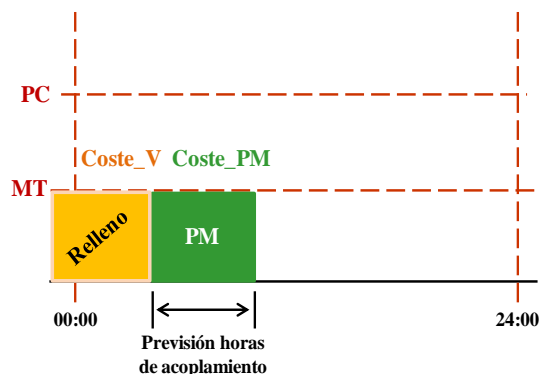 PC
Coste_V Coste_PM
MT
Relleno
PM
00:00
24:00
Previsión horas
de acoplamiento